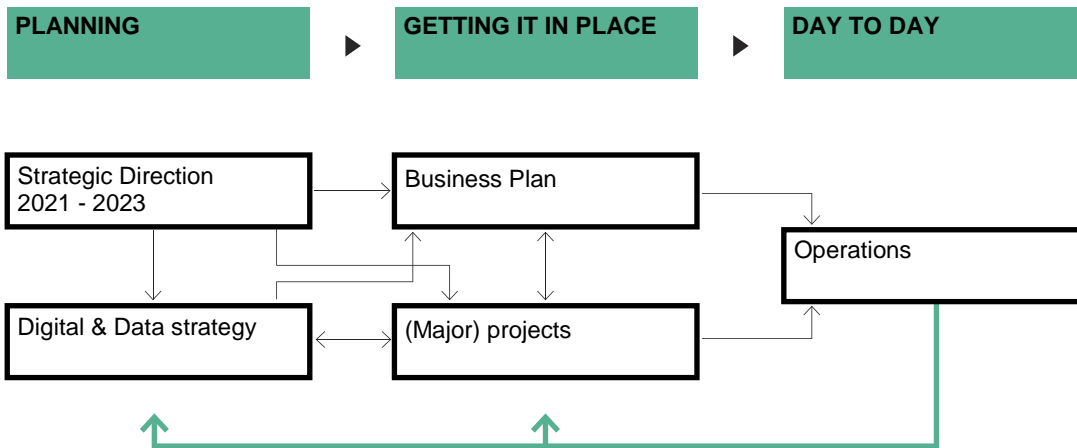 PLANNING
GETTING IT IN PLACE
DAY TO DAY
Strategic Direction
2021 - 2023
Business Plan
Operations
Digital & Data strategy
(Major) projects